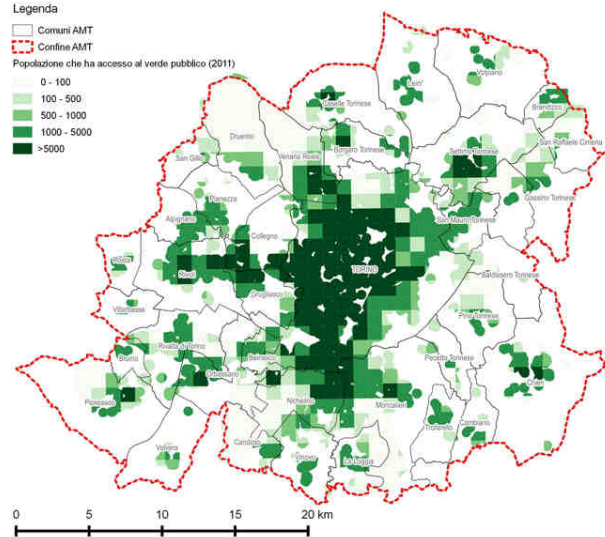 Legenda
Comuni AMT
Confine AMT
Popolazione che ha accesso al verde pubblico (2011)
0 - 100
100 - 500
500 - 1000
1000 - 5000
>5000
Leini'
Volpiano
Caselle Torinese
Brandizzo
Druento
Borgaro Torinese
Settimo Torinese
San Raffaele Cimena
San Gillio
Venaria Reale
Gassino Torinese
Pianezza
Alpignano
San Mauro Torinese
Collegno
Rosta
Rivoli
TORINO
Baldissero Torinese
Grugliasco
Villarbasse
Pino Torinese
Rivalta di Torino
Bruino
Beinasco
Pecetto Torinese
Orbassano
Chieri
Piossasco
Nichelino
Moncalieri
Trofarello
Cambiano
Candiolo
Volvera
Vinovo
La Loggia
0 5 10 15 20 km